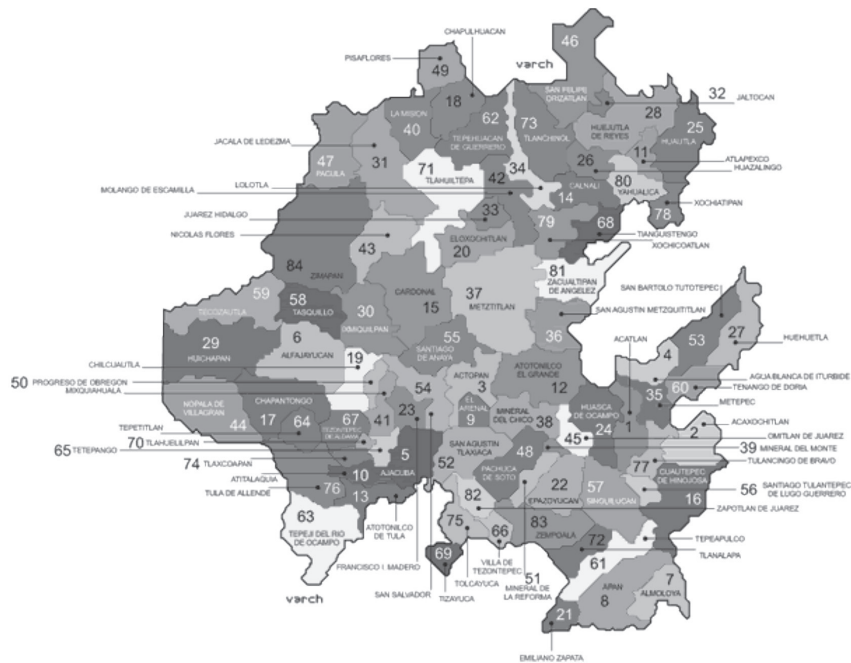 CHAPULHUACAN
46
PISAFLORES
varch
49
SAN FELIPE
ORIZATLAN
32
JALTOCAN
18
LA MISION
40
62
TEPEHUACAN
DE GUERRERO
73
TLANCHINOL
28
HUEJUTLA
DE REYES
25
HUAUTLA
JACALA DE LEDEZMA
31
47
PACULA
71
TLAHUILTEPA
34
26
11
ATLAPEXCO
HUAZALINGO
MOLANGO DE ESCAMILLA
LOLOTLA
42
CALNALI
14
80
YAHUALICA
XOCHIATIPAN
78
JUAREZ HIDALGO
33
79
68
TIANGUISTENGO
XOCHICOATLAN
NICOLAS FLORES
43
ELOXOCHITLAN
20
84
ZIMAPAN
81
ZACUALTIPAN
DE ANGELEZ
SAN BARTOLO TUTOTEPEC
59
TECOZAUTLA
58
TASQUILLO
30
IXMIQUILPAN
CARDONAL
15
37
METZTITLAN
SAN AGUSTIN METZQUITITLAN
36
53
27
HUEHUETLA
29
HUICHAPAN
6
ALFAJAYUCAN
55
SANTIAGO
DE ANAYA
ACATLAN
4
CHILCUAUTLA
19
ACTOPAN
3
ATOTONILCO
EL GRANDE
12
AGUA BLANCA DE ITURBIDE
50 PROGRESO DE OBREGON
MIXQUIAHUALA
54
60
TENANGO DE DORIA
35
METEPEC
NOPALA DE
VILLAGRAN
44
CHAPANTONGO
17
64
67
TEZONTEPEC
DE ALDAMA
41
23
EL
ARENAL
9
MINERAL
DEL CHICO
38
HUASCA
DE OCAMPO
24
1
ACAXOCHITLAN
2
TEPETITLAN
70 TLAHUELILPAN
65 TETEPANGO
45
OMITLAN DE JUAREZ
39
MINERAL DEL MONTE
TULANCINGO DE BRAVO
5
AJACUBA
SAN AGUSTIN
TLAXIACA
52
48
PACHUCA
DE SOTO
77
CUAUTEPEC
DE HINOJOSA
74 TLAXCOAPAN
ATITALAQUIA
10
TULA DE ALLENDE
76
13
22
EPAZOYUCAN
57
SINGUILUCAN
56
SANTIAGO TULANTEPEC
DE LUGO GUERRERO
16
82
ZAPOTLAN DE JUAREZ
63
TEPEJI DEL RIO
DE OCAMPO
ATOTONILCO
DE TULA
75
66
83
ZEMPOALA
72
TEPEAPULCO
TLANALAPA
69
VILLA DE
TEZONTEPEC
61
FRANCISCO I. MADERO
TOLCAYUCA
51
MINERAL DE
LA REFORMA
APAN
8
7
ALMOLOYA
varch
SAN SALVADOR
TIZAYUCA
21
EMILIANO ZAPATA